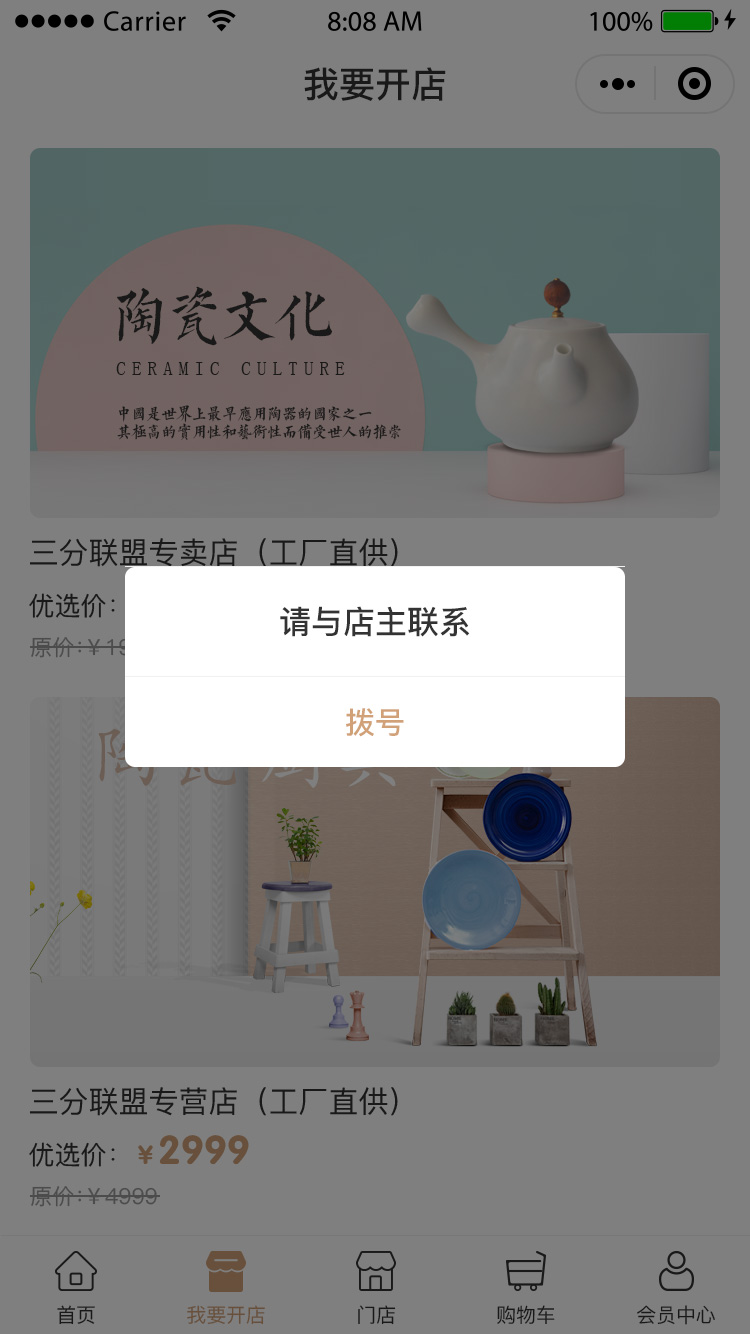 Carrier 8:08 AM 100%
我要开店
陶瓷文化
CERAMIC CULTURE
中國是世界上最早應用陶器的國家之一
其極高的實用性和藝術性而備受世人的推崇
三分联盟专卖店（工厂直供）
优选价：
原价：¥19
请与店主联系
拨号
陶瓷厨具
三分联盟专营店（工厂直供）
优选价：¥2999
原价：¥4999
首页 我要开店 门店 购物车 会员中心